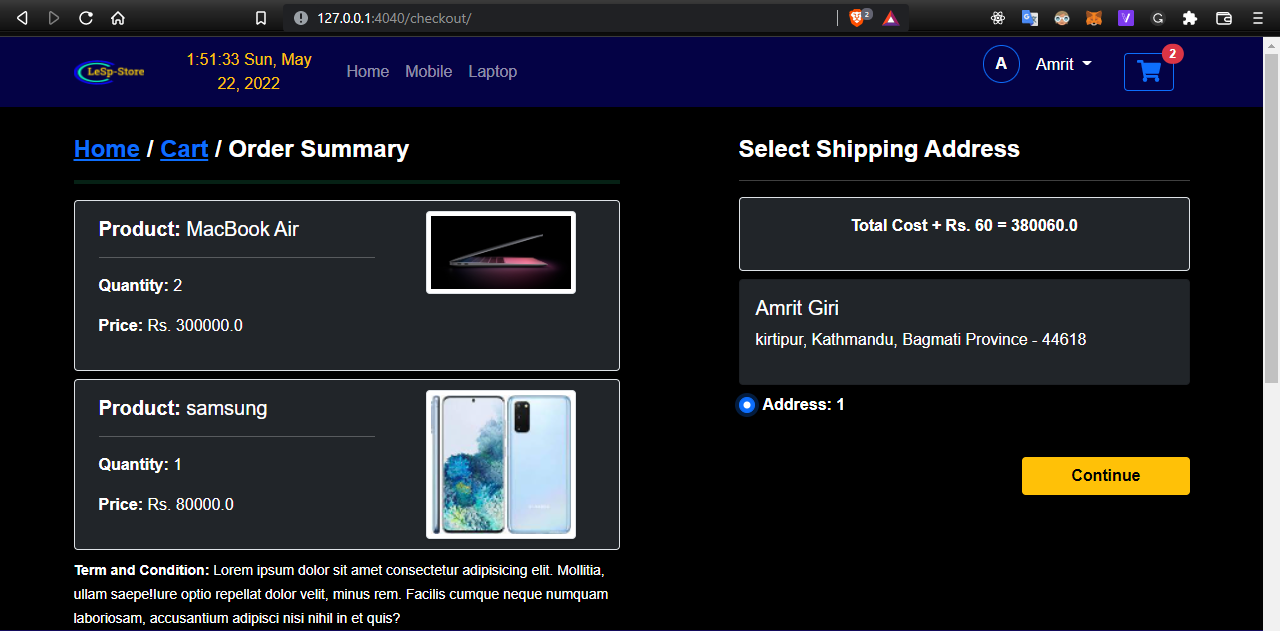 127.0.0.1:4040/checkout/
2
LeSp-Store
1:51:33 Sun, May
22, 2022
Home Mobile Laptop
A
Amrit
2
Home / Cart / Order Summary
Select Shipping Address
Product: MacBook Air
Quantity: 2
Price: Rs. 300000.0
Total Cost + Rs. 60 = 380060.0
Amrit Giri
kirtipur, Kathmandu, Bagmati Province - 44618
Address: 1
Continue
Product: samsung
Quantity: 1
Price: Rs. 80000.0
Term and Condition: Lorem ipsum dolor sit amet consectetur adipisicing elit. Mollitia,
ullam saepe!Iure optio repellat dolor velit, minus rem. Facilis cumque neque numquam
laboriosam, accusantium adipisci nisi nihil in et quis?